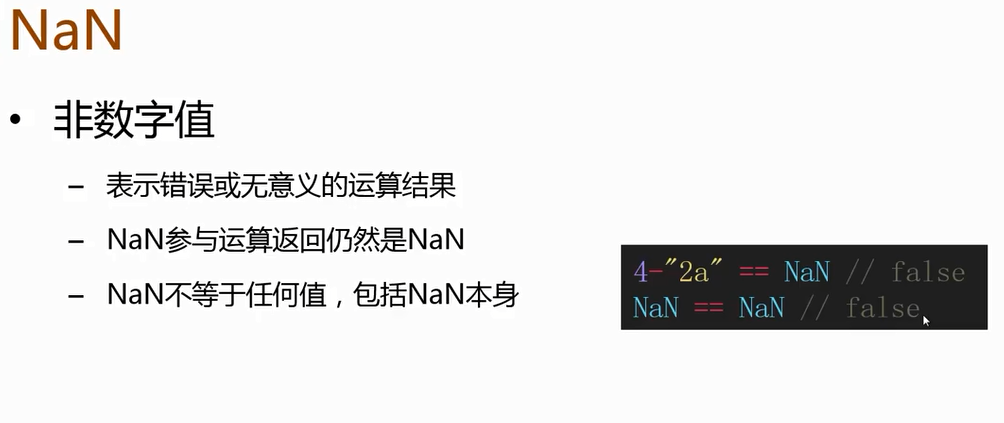 NaN
• 非数字值
– 表示错误或无意义的运算结果
– NaN参与运算返回仍然是NaN
– NaN不等于任何值，包括NaN本身
4-"2a" == NaN // false
NaN == NaN // false